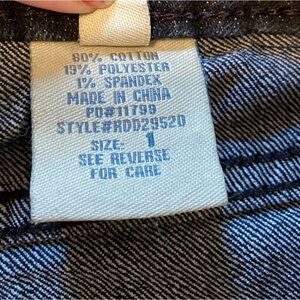 80% COTTON
19% POLYESTER
1% SPANDEX
MADE IN CHINA
PO#11799
STYLE#RDD29520
SIZE: 1
SEE REVERSE
FOR CARE